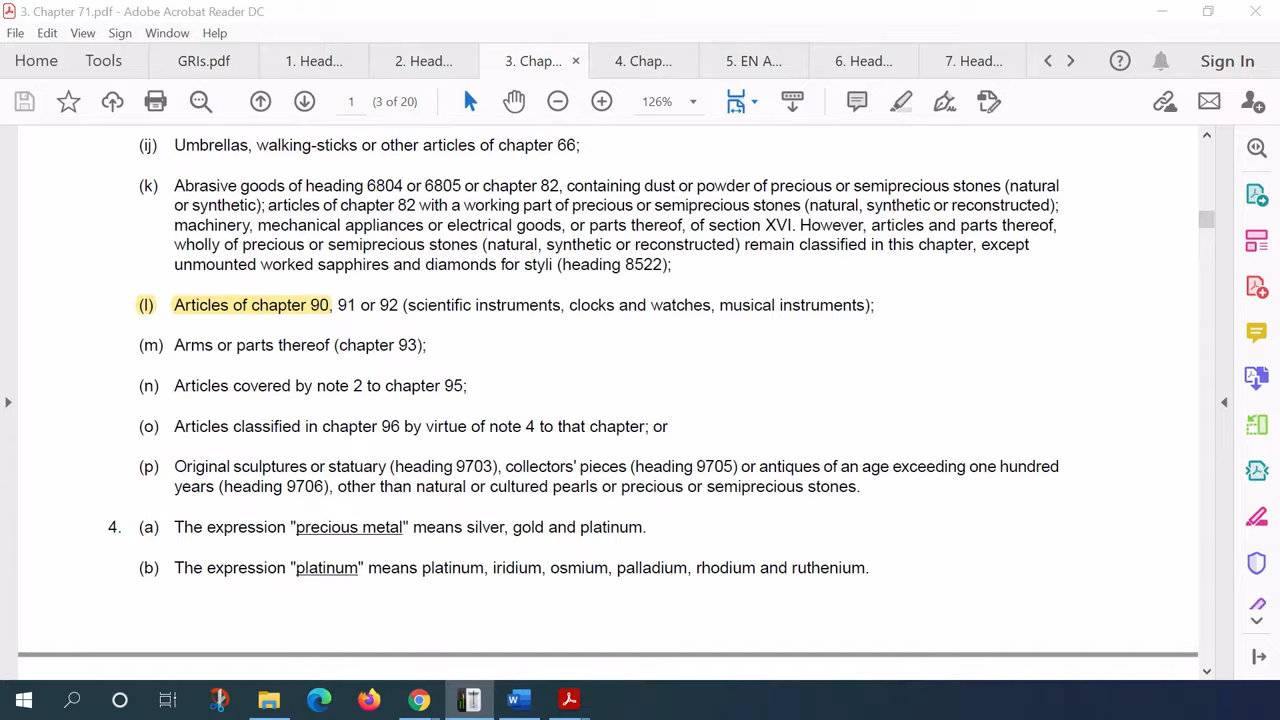 3. Chapter 71.pdf - Adobe Acrobat Reader DC
File Edit View Sign Window Help
Home Tools GRIs.pdf 1. Head... 2. Head... 3. Chap... × 4. Chap... 5. EN A... 6. Head... 7. Head... Sign In
1 (3 of 20) 126%
(ij) Umbrellas, walking-sticks or other articles of chapter 66;
(k) Abrasive goods of heading 6804 or 6805 or chapter 82, containing dust or powder of precious or semiprecious stones (natural
or synthetic); articles of chapter 82 with a working part of precious or semiprecious stones (natural, synthetic or reconstructed);
machinery, mechanical appliances or electrical goods, or parts thereof, of section XVI. However, articles and parts thereof,
wholly of precious or semiprecious stones (natural, synthetic or reconstructed) remain classified in this chapter, except
unmounted worked sapphires and diamonds for styli (heading 8522);
(l) Articles of chapter 90, 91 or 92 (scientific instruments, clocks and watches, musical instruments);
(m) Arms or parts thereof (chapter 93);
(n) Articles covered by note 2 to chapter 95;
(o) Articles classified in chapter 96 by virtue of note 4 to that chapter; or
(p) Original sculptures or statuary (heading 9703), collectors' pieces (heading 9705) or antiques of an age exceeding one hundred
years (heading 9706), other than natural or cultured pearls or precious or semiprecious stones.
4. (a) The expression "precious metal" means silver, gold and platinum.
(b) The expression "platinum" means platinum, iridium, osmium, palladium, rhodium and ruthenium.